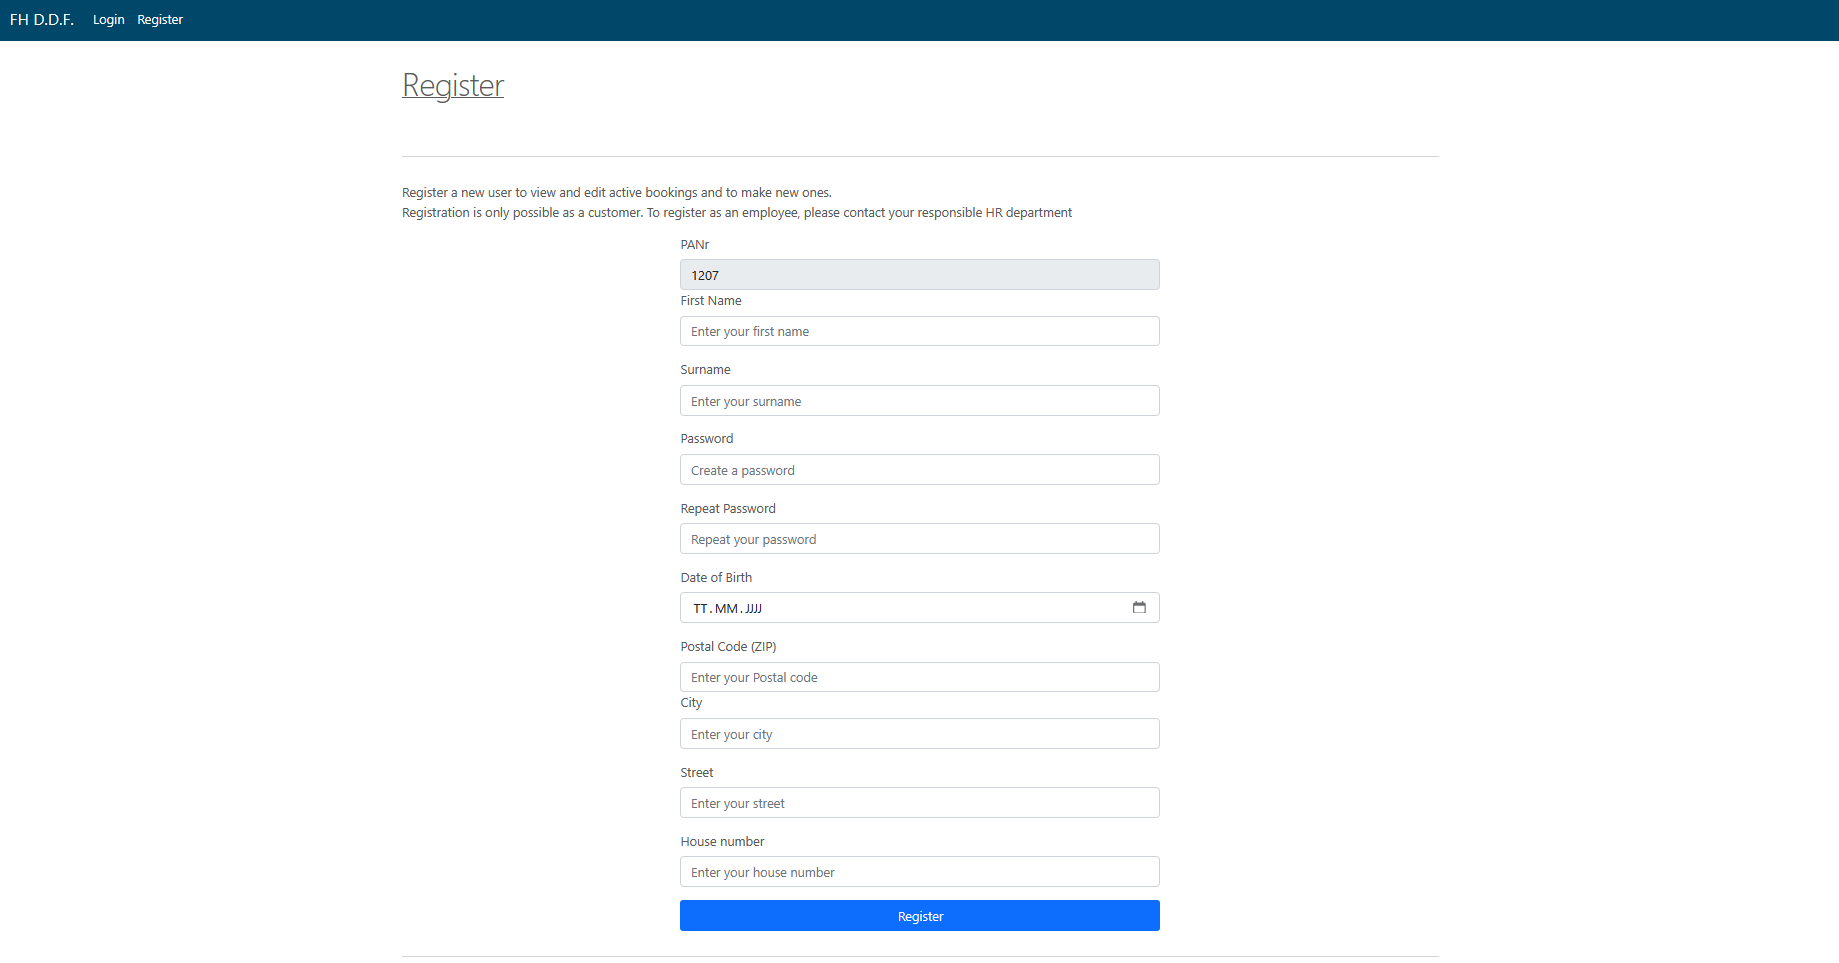 FH D.D.F. Login Register
Register
Register a new user to view and edit active bookings and to make new ones.
Registration is only possible as a customer. To register as an employee, please contact your responsible HR department
PANr
1207
First Name
Enter your first name
Surname
Enter your surname
Password
Create a password
Repeat Password
Repeat your password
Date of Birth
TT.MM.JJJJ
Postal Code (ZIP)
Enter your Postal code
City
Enter your city
Street
Enter your street
House number
Enter your house number
Register